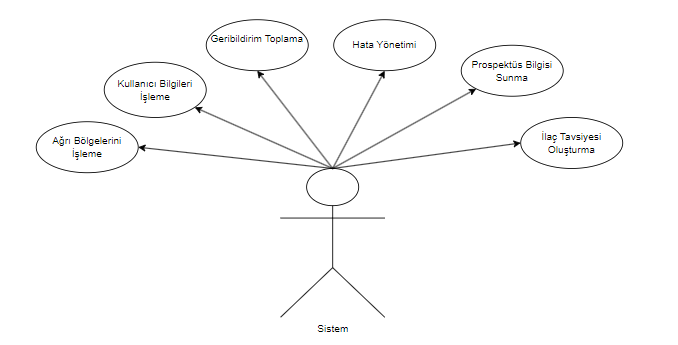 Geribildirim Toplama
Hata Yönetimi
Prospektüs Bilgisi
Sunma
Kullanıcı Bilgileri
İşleme
Ağrı Bölgelerini
İşleme
İlaç Tavsiyesi
Oluşturma
Sistem